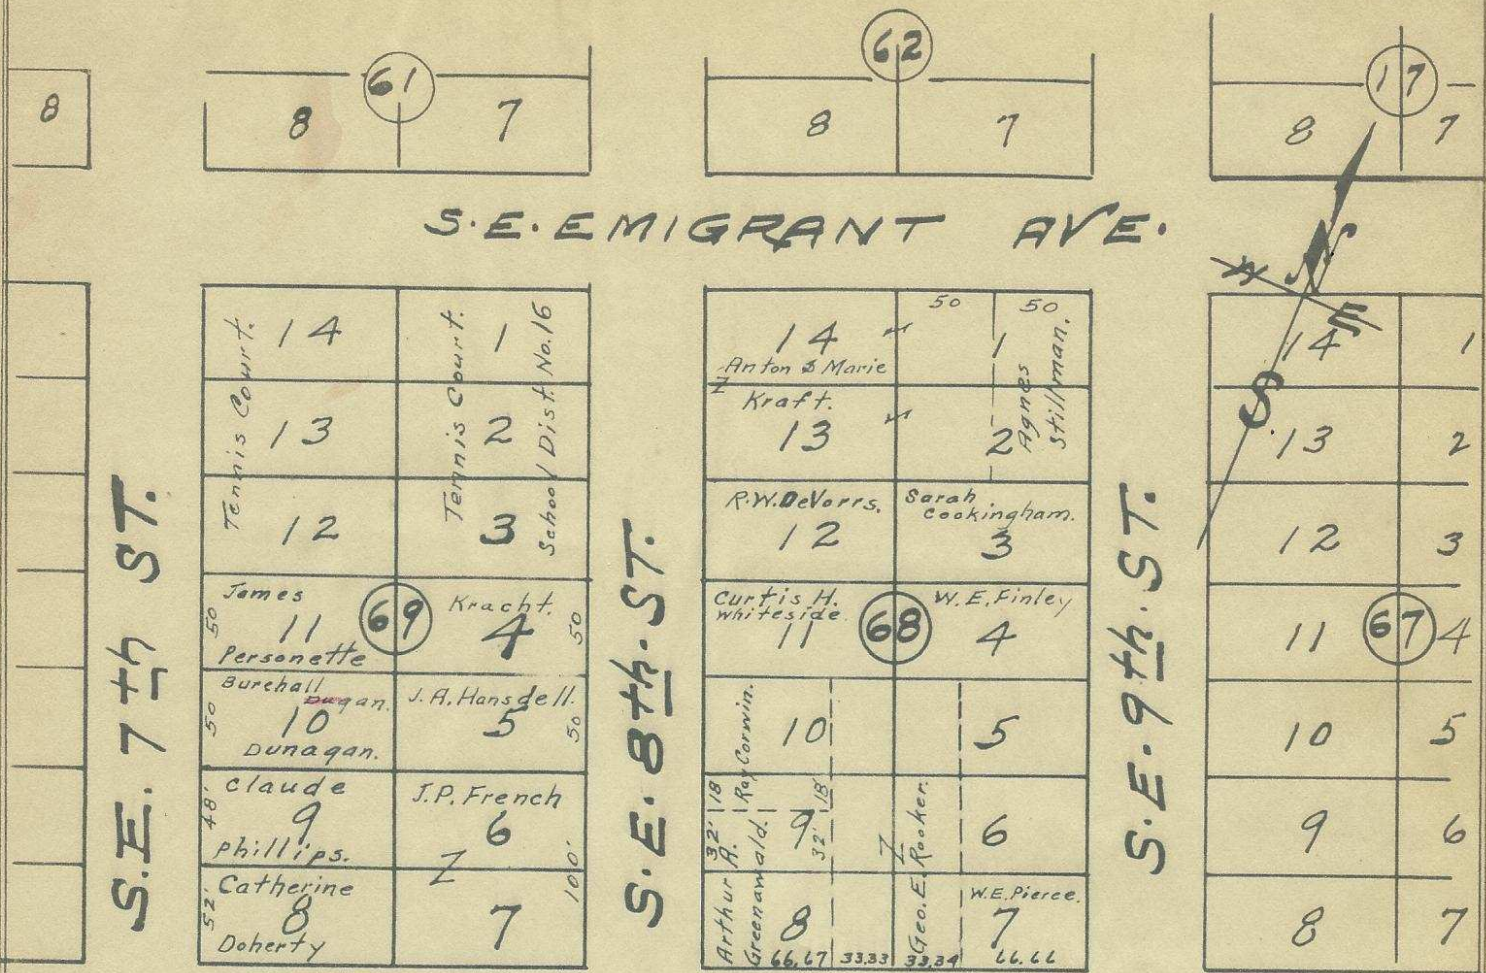 8
61
8 7
62
8 7
17
8 7
S.E. EMIGRANT AVE.
N
W
E
S
S.E. 7th ST.
14
13
12
Tennis Court.
1
2
3
Tennis Court.
School Dist. No. 16
69
James
11
Personette
50
Kracht.
4
50
Burchall
Dugan.
10
Dunagan.
50
J.A. Hansdell.
5
50
Claude
9
Phillips.
48'
J.P. French
6
Z
7
100'
Catherine
8
Doherty
52'
S.E. 8th. ST.
14
Anton & Marie
Z
Kraft.
13
50 50
1
2
Agnes
Stillman.
R.W. DeVorrs.
12
Sarah
Cookingham.
3
68
Curtis H.
Whiteside
11
W.E. Finley
4
Ray Corwin.
10
5
18 18'
9
32' 32'
Arthur A.
Greenawald.
8
Z
Geo. E. Rooker.
6
W.E. Pierce.
7
66.67 33.33 33.34 66.66
S.E. 9th. ST.
14 1
13 2
12 3
11 67 4
10 5
9 6
8 7